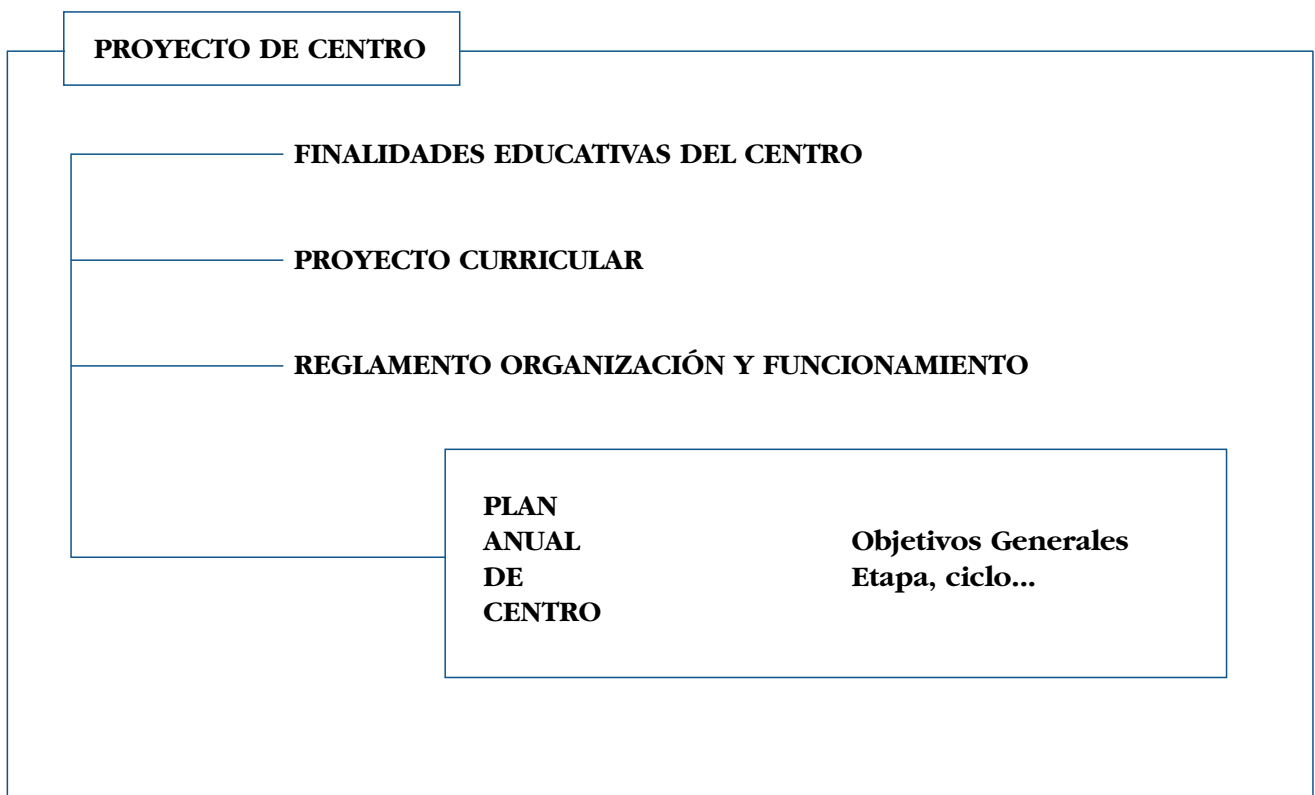 PROYECTO DE CENTRO
FINALIDADES EDUCATIVAS DEL CENTRO
PROYECTO CURRICULAR
REGLAMENTO ORGANIZACIÓN Y FUNCIONAMIENTO
PLAN
ANUAL
DE
CENTRO
Objetivos Generales
Etapa, ciclo...